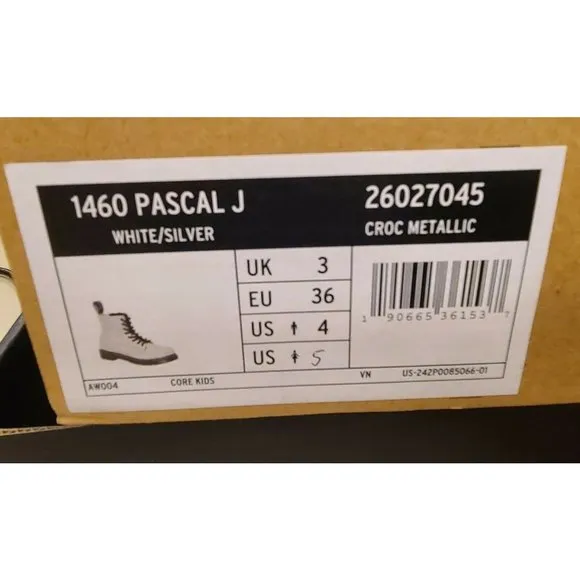 1460 PASCAL J
26027045
WHITE/SILVER
CROC METALLIC
UK 3
EU 36
US 4
US 5
1 90665 36153 7
AW004
CORE KIDS
VN
US-242P0085066-01